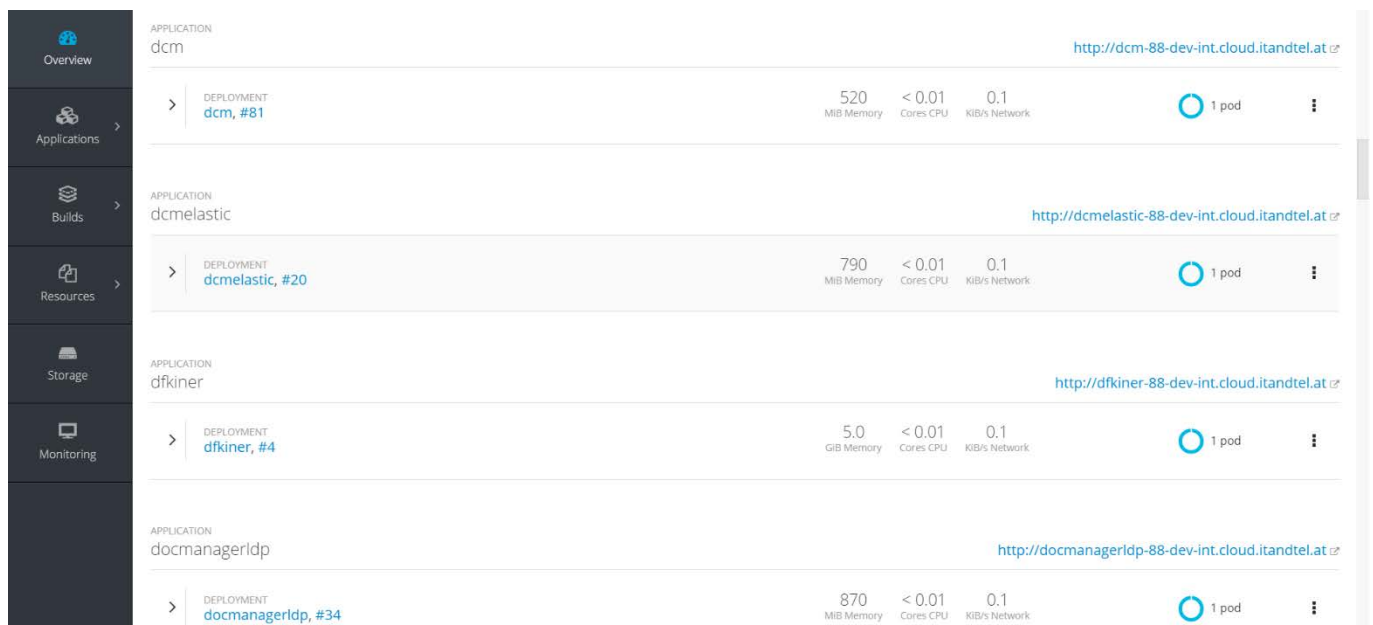 Overview
Applications
Builds
Resources
Storage
Monitoring
APPLICATION
dcm
http://dcm-88-dev-int.cloud.itandtel.at
DEPLOYMENT
dcm, #81
520 < 0.01 0.1
MiB Memory Cores CPU KiB/s Network
1 pod
APPLICATION
dcmelastic
http://dcmelastic-88-dev-int.cloud.itandtel.at
DEPLOYMENT
dcmelastic, #20
790 < 0.01 0.1
MiB Memory Cores CPU KiB/s Network
1 pod
APPLICATION
dfkiner
http://dfkiner-88-dev-int.cloud.itandtel.at
DEPLOYMENT
dfkiner, #4
5.0 < 0.01 0.1
GiB Memory Cores CPU KiB/s Network
1 pod
APPLICATION
docmanagerldp
http://docmanagerldp-88-dev-int.cloud.itandtel.at
DEPLOYMENT
docmanagerldp, #34
870 < 0.01 0.1
MiB Memory Cores CPU KiB/s Network
1 pod